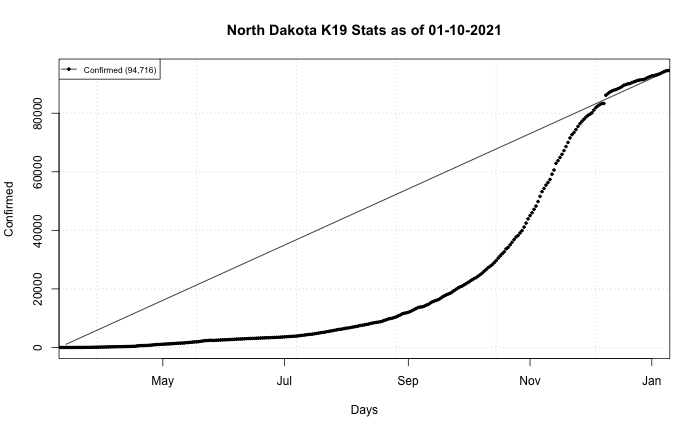 North Dakota K19 Stats as of 01-10-2021
Confirmed (94,716)
Confirmed
80000
60000
40000
20000
0
May Jul Sep Nov Jan
Days